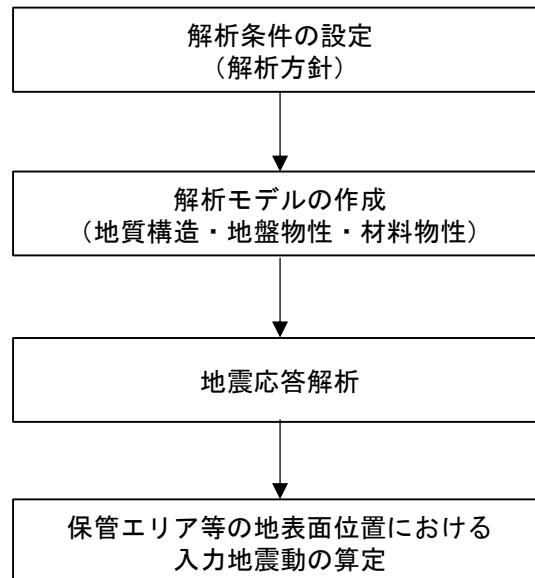 解析条件の設定
（解析方針）
解析モデルの作成
（地質構造・地盤物性・材料物性）
地震応答解析
保管エリア等の地表面位置における
入力地震動の算定